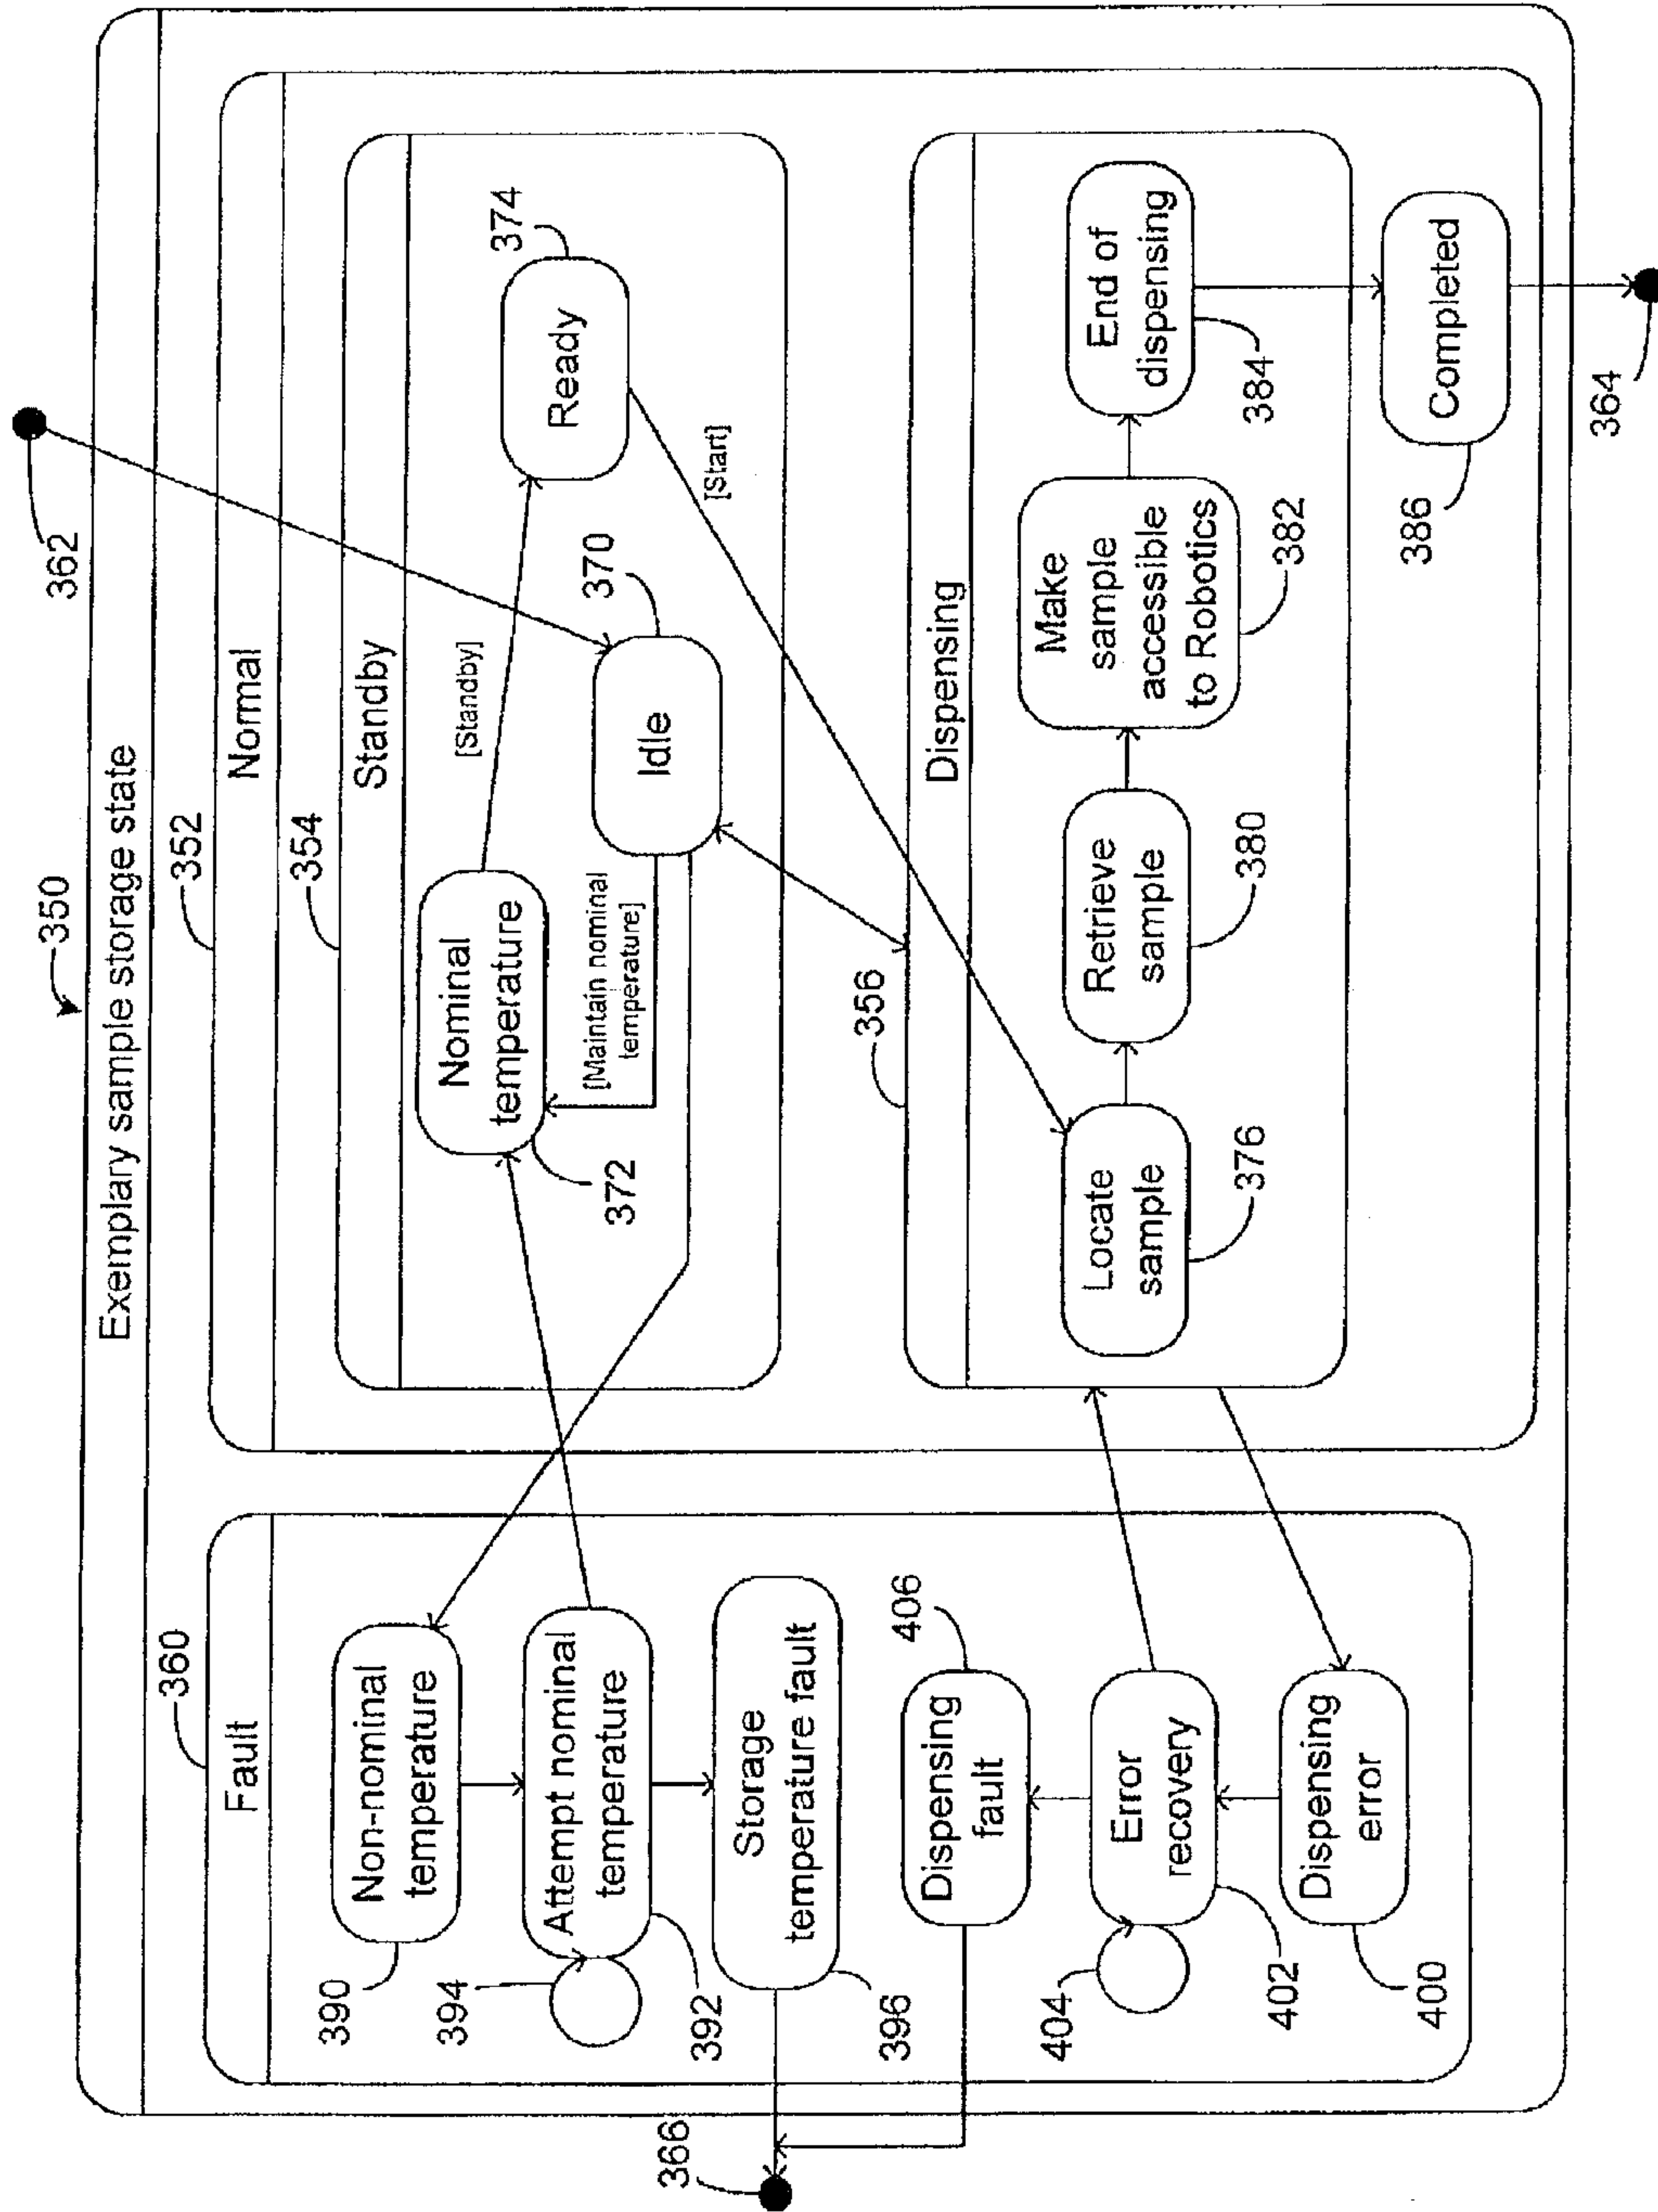 350
Exemplary sample storage state
362
360
Fault
352
Normal
354
Standby
390
Non-nominal
temperature
394
Attempt nominal
temperature
392
Storage
temperature fault
396
366
Nominal
temperature
372
[Standby]
Ready
374
[Maintain nominal
temperature]
Idle
370
[Start]
356
Dispensing
406
Dispensing
fault
404
Error
recovery
402
Dispensing
error
400
Locate
sample
376
Retrieve
sample
380
Make
sample
accessible
to Robotics
382
End of
dispensing
384
Completed
386
364